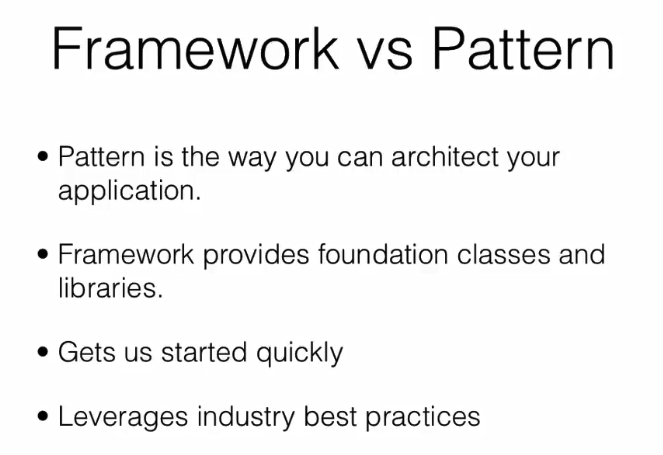 Framework vs Pattern
• Pattern is the way you can architect your
application.
• Framework provides foundation classes and
libraries.
• Gets us started quickly
• Leverages industry best practices